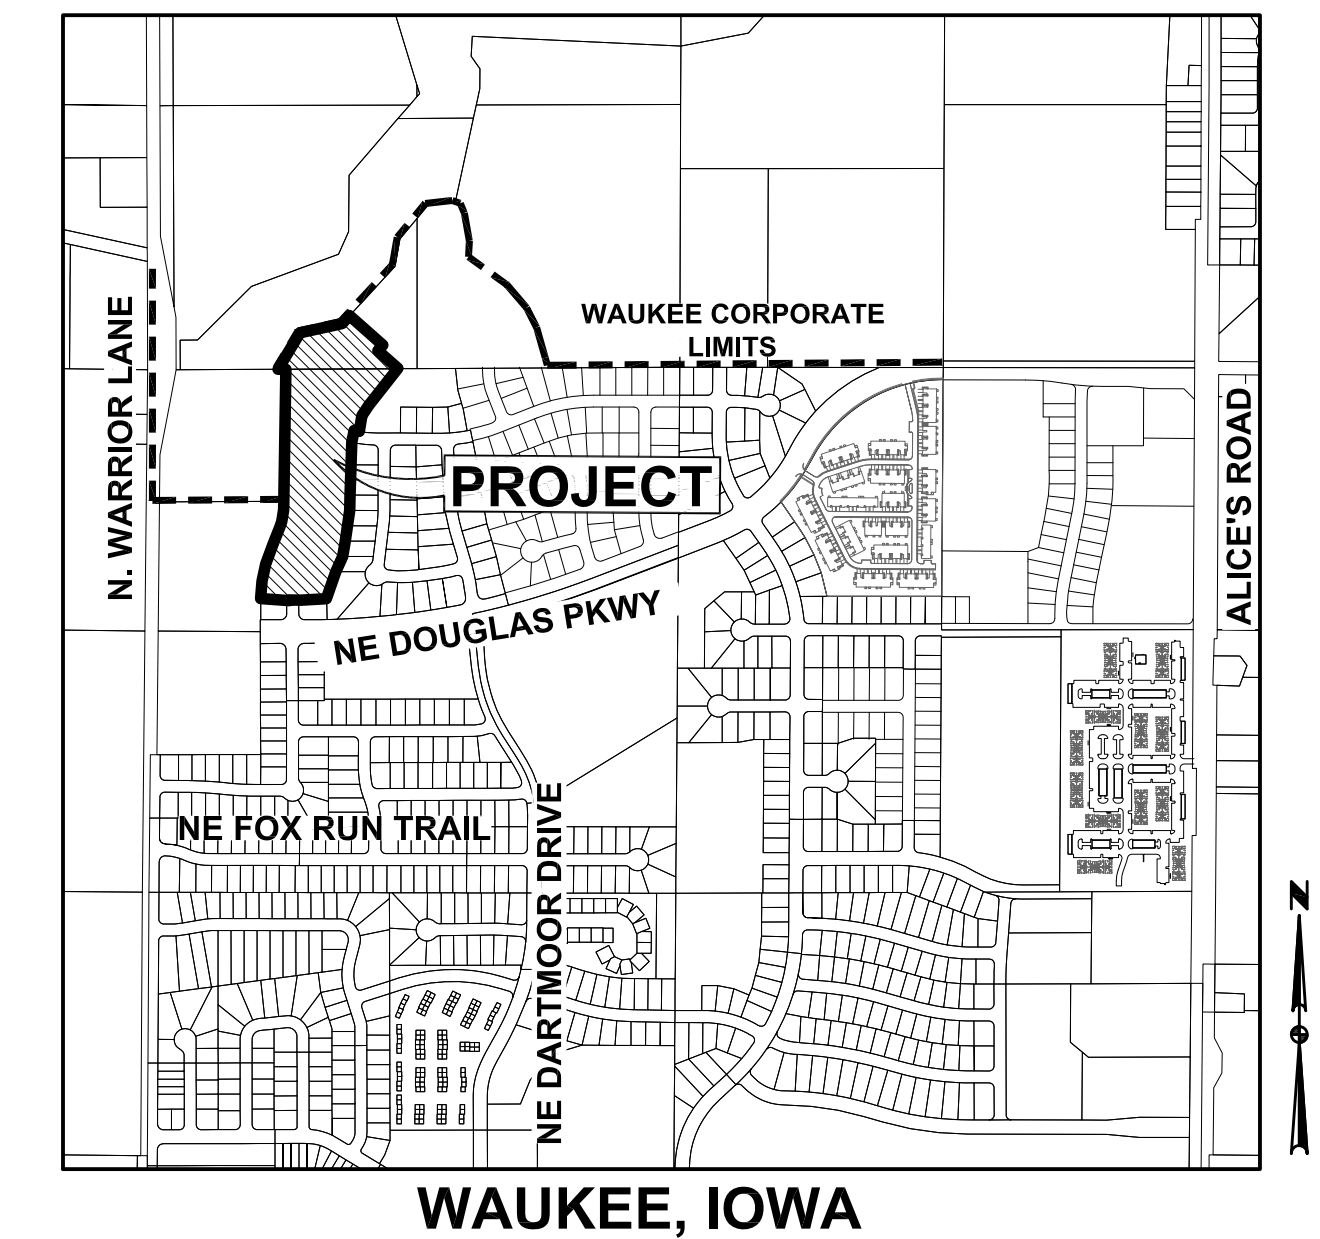 WAUKEE CORPORATE
LIMITS
N. WARRIOR LANE
ALICE'S ROAD
PROJECT
NE DOUGLAS PKWY
NE FOX RUN TRAIL
NE DARTMOOR DRIVE
N
WAUKEE, IOWA